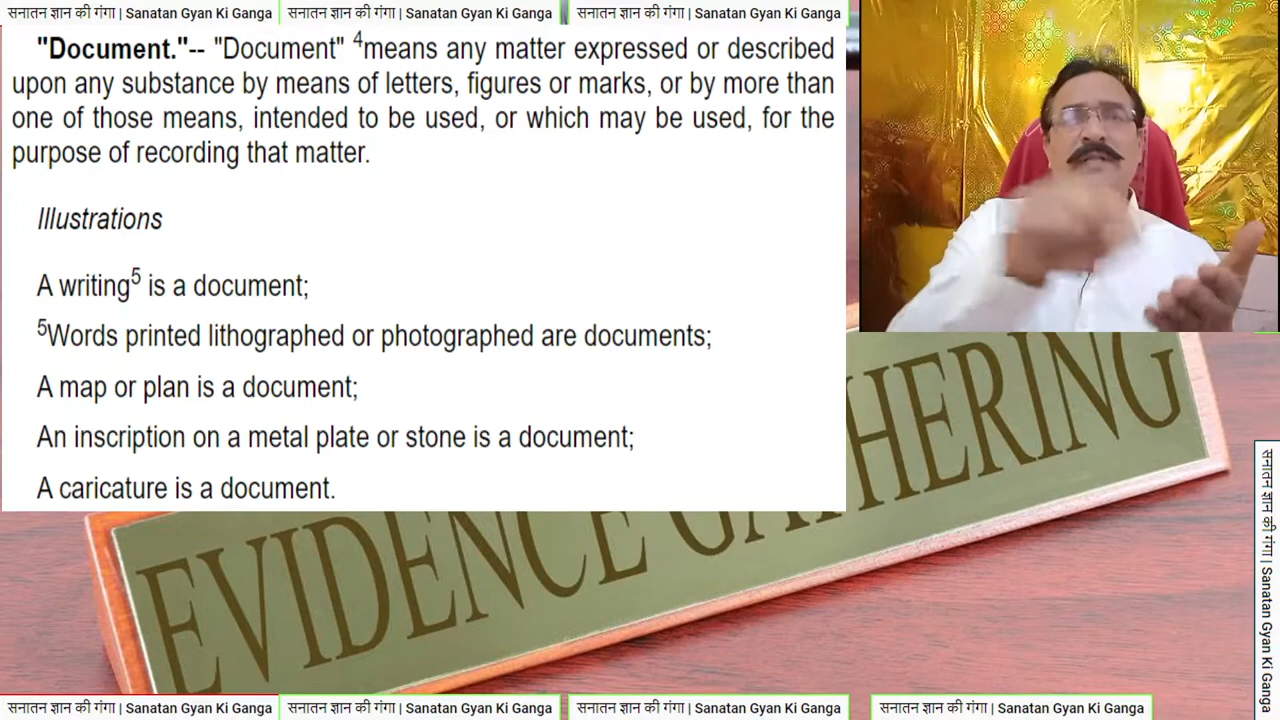 सनातन ज्ञान की गंगा | Sanatan Gyan Ki Ganga
सनातन ज्ञान की गंगा | Sanatan Gyan Ki Ganga
सनातन ज्ञान की गंगा | Sanatan Gyan Ki Ganga
"Document."-- "Document" 4means any matter expressed or described
upon any substance by means of letters, figures or marks, or by more than
one of those means, intended to be used, or which may be used, for the
purpose of recording that matter.
Illustrations
A writing5 is a document;
5Words printed lithographed or photographed are documents;
A map or plan is a document;
An inscription on a metal plate or stone is a document;
A caricature is a document.
EVIDENCE GATHERING
सनातन ज्ञान की गंगा | Sanatan Gyan Ki Ganga
सनातन ज्ञान की गंगा | Sanatan Gyan Ki Ganga
सनातन ज्ञान की गंगा | Sanatan Gyan Ki Ganga
सनातन ज्ञान की गंगा | Sanatan Gyan Ki Ganga
सनातन ज्ञान की गंगा | Sanatan Gyan Ki Ganga